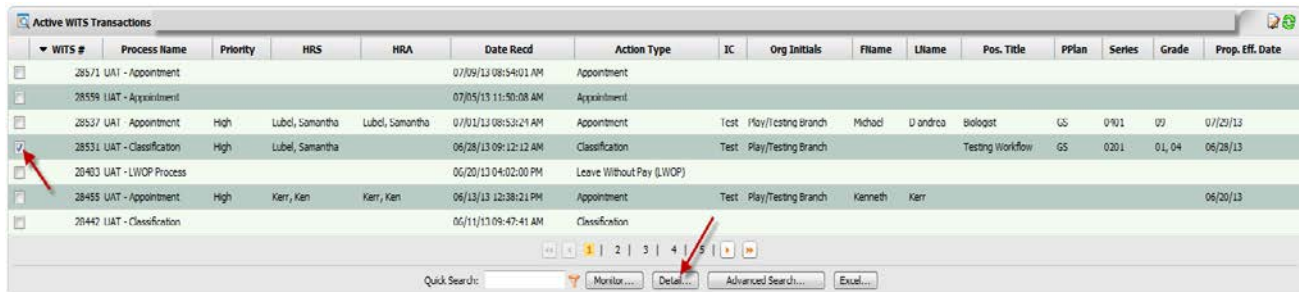 Active WiTS Transactions
WiTS # Process Name Priority HRS HRA Date Recd Action Type IC Org Initials FName LName Pos. Title PPlan Series Grade Prop. Eff. Date
28571 UAT - Appointment 07/09/13 08:54:01 AM Appointment
28559 UAT - Appointment 07/05/13 11:50:08 AM Appointment
28537 UAT - Appointment High Lubel, Samantha Lubel, Samantha 07/01/13 08:53:24 AM Appointment Test Play/Testing Branch Michael D andrea Biologist GS 0401 09 07/29/13
28531 UAT - Classification High Lubel, Samantha 06/28/13 09:12:12 AM Classification Test Play/Testing Branch Testing Workflow GS 0201 01, 04 06/28/13
28483 UAT - LWOP Process 06/20/13 04:02:00 PM Leave Without Pay (LWOP)
28455 UAT - Appointment High Kerr, Ken Kerr, Ken 06/13/13 12:38:21 PM Appointment Test Play/Testing Branch Kenneth Kerr 06/20/13
28442 UAT - Classification 06/11/13 09:47:41 AM Classification
1 | 2 | 3 | 4 | 5 |
Quick Search: Monitor... Detail... Advanced Search... Excel...